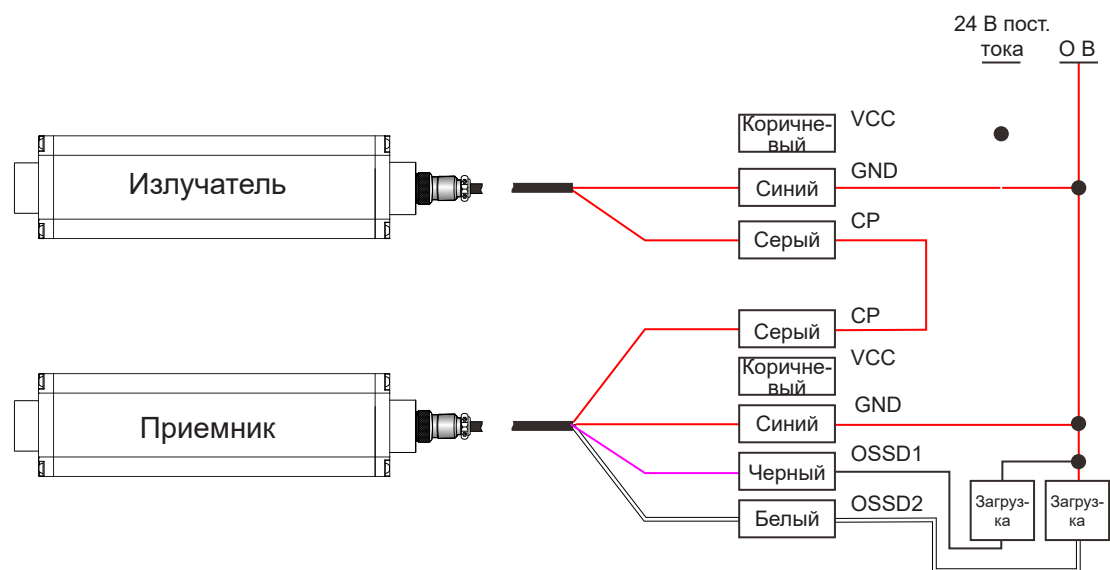 24 В пост.
тока
О В
Коричне-
вый
VCC
Излучатель
Синий
GND
Серый
CP
Серый
CP
Коричне-
вый
VCC
Приемник
Синий
GND
Черный
OSSD1
Белый
OSSD2
Загруз-
ка
Загруз-
ка